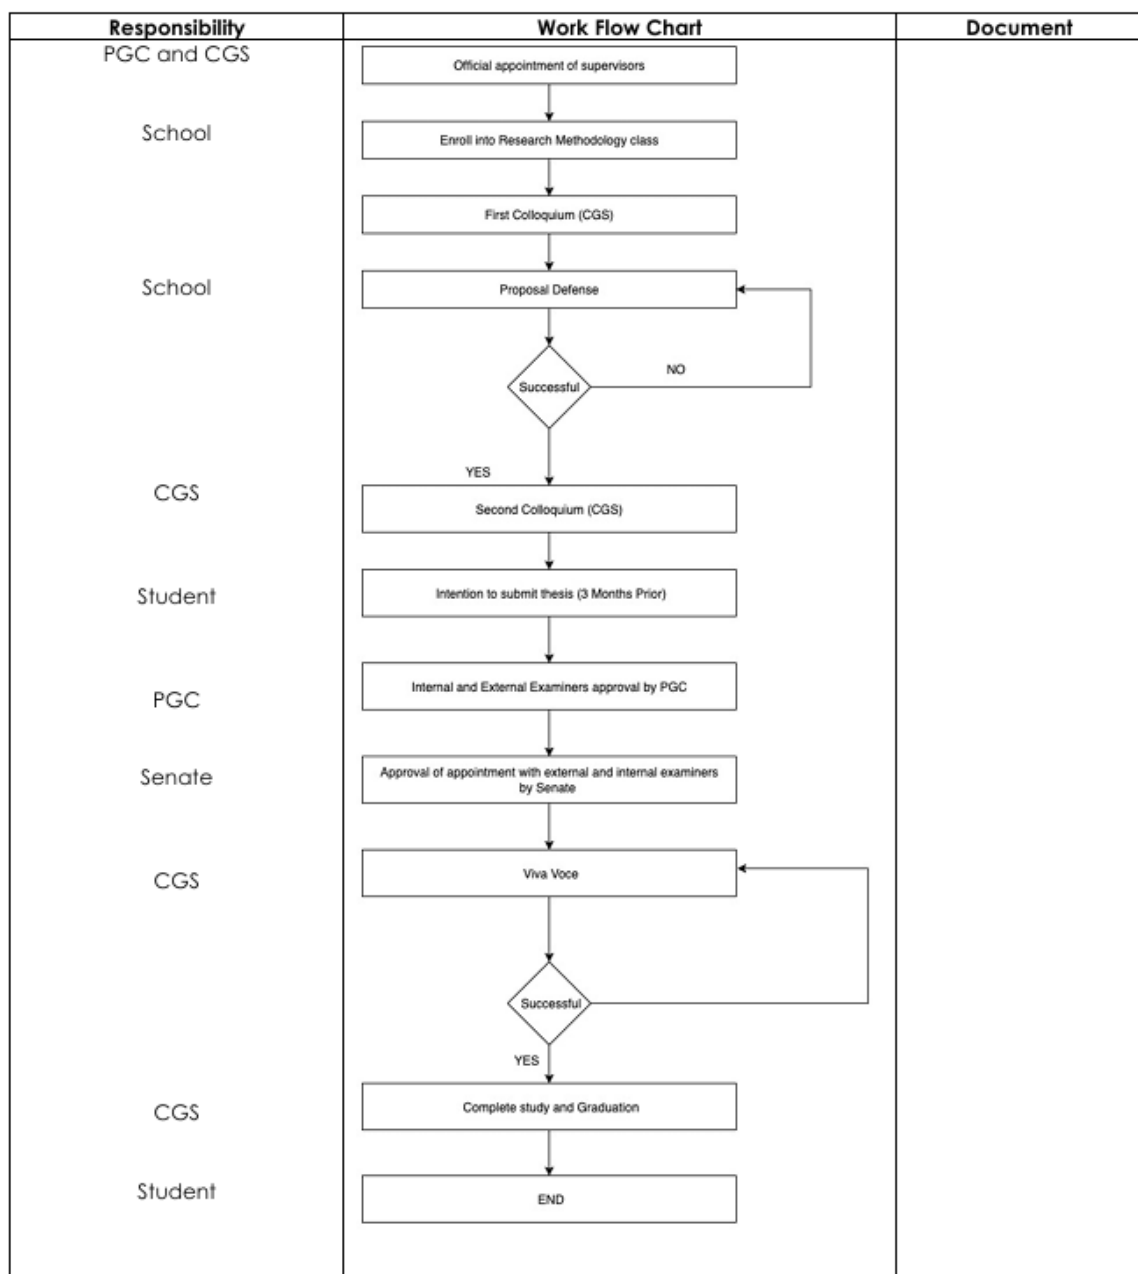 Responsibility
Work Flow Chart
Document
PGC and CGS
Official appointment of supervisors
School
Enroll into Research Methodology class
First Colloquium (CGS)
School
Proposal Defense
NO
Successful
YES
CGS
Second Colloquium (CGS)
Student
Intention to submit thesis (3 Months Prior)
PGC
Internal and External Examiners approval by PGC
Senate
Approval of appointment with external and internal examiners
by Senate
CGS
Viva Voce
Successful
YES
CGS
Complete study and Graduation
Student
END